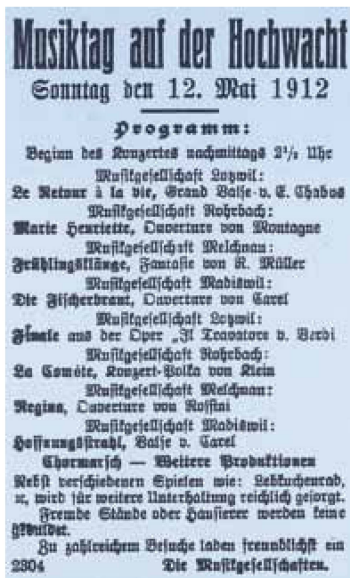 Musiktag auf der Hochwacht
Sonntag den 12. Mai 1912
Programm:
Beginn des Konzertes nachmittags 2½ Uhr
Musikgesellschaft Lotzwil:
Le Retour à la vie, Grand Valse v. E. Chabos
Musikgesellschaft Rohrbach:
Marie Henriette, Ouverture von Montagne
Musikgesellschaft Melchnau:
Frühlingsklänge, Fantasie von R. Müller
Musikgesellschaft Madiswil:
Die Fischerbraut, Ouverture von Carel
Musikgesellschaft Lotzwil:
Finale aus der Oper „Il Travatore v. Verdi
Musikgesellschaft Rohrbach:
La Comète, Konzert-Polka von Klein
Musikgesellschaft Melchnau:
Regina, Ouverture von Rossini
Musikgesellschaft Madiswil:
Hoffnungsstrahl, Valse v. Carel
Chormarsch — Weitere Produktionen
Nebst verschiedenen Spielen wie: Lebkuchenrad,
ꝛc, wird für weitere Unterhaltung reichlich gesorgt.
Fremde Stände oder Hausierer werden keine
geduldet.
Zu zahlreichem Besuche laden freundlichst ein
2304 Die Musikgesellschaften.